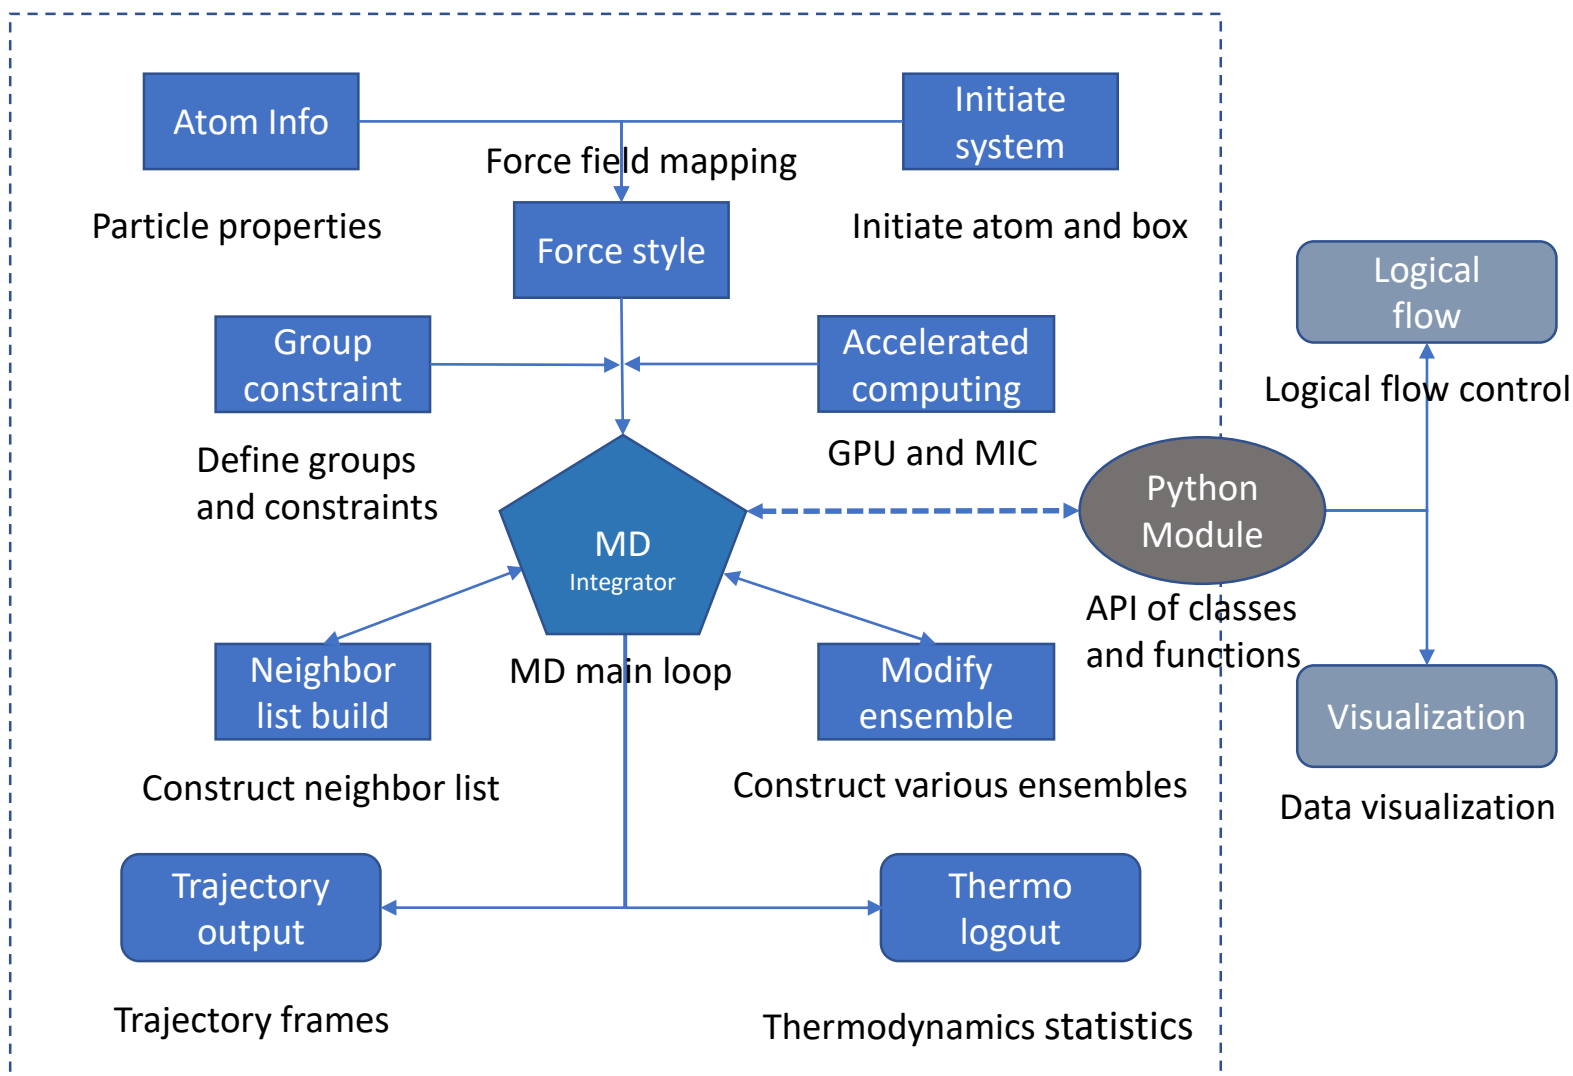 Atom Info
Initiate
system
Force field mapping
Particle properties
Initiate atom and box
Force style
Logical
flow
Group
constraint
Accelerated
computing
Logical flow control
Define groups
and constraints
GPU and MIC
Python
Module
MD
Integrator
API of classes
and functions
Neighbor
list build
MD main loop
Modify
ensemble
Visualization
Construct neighbor list
Construct various ensembles
Data visualization
Trajectory
output
Thermo
logout
Trajectory frames
Thermodynamics statistics